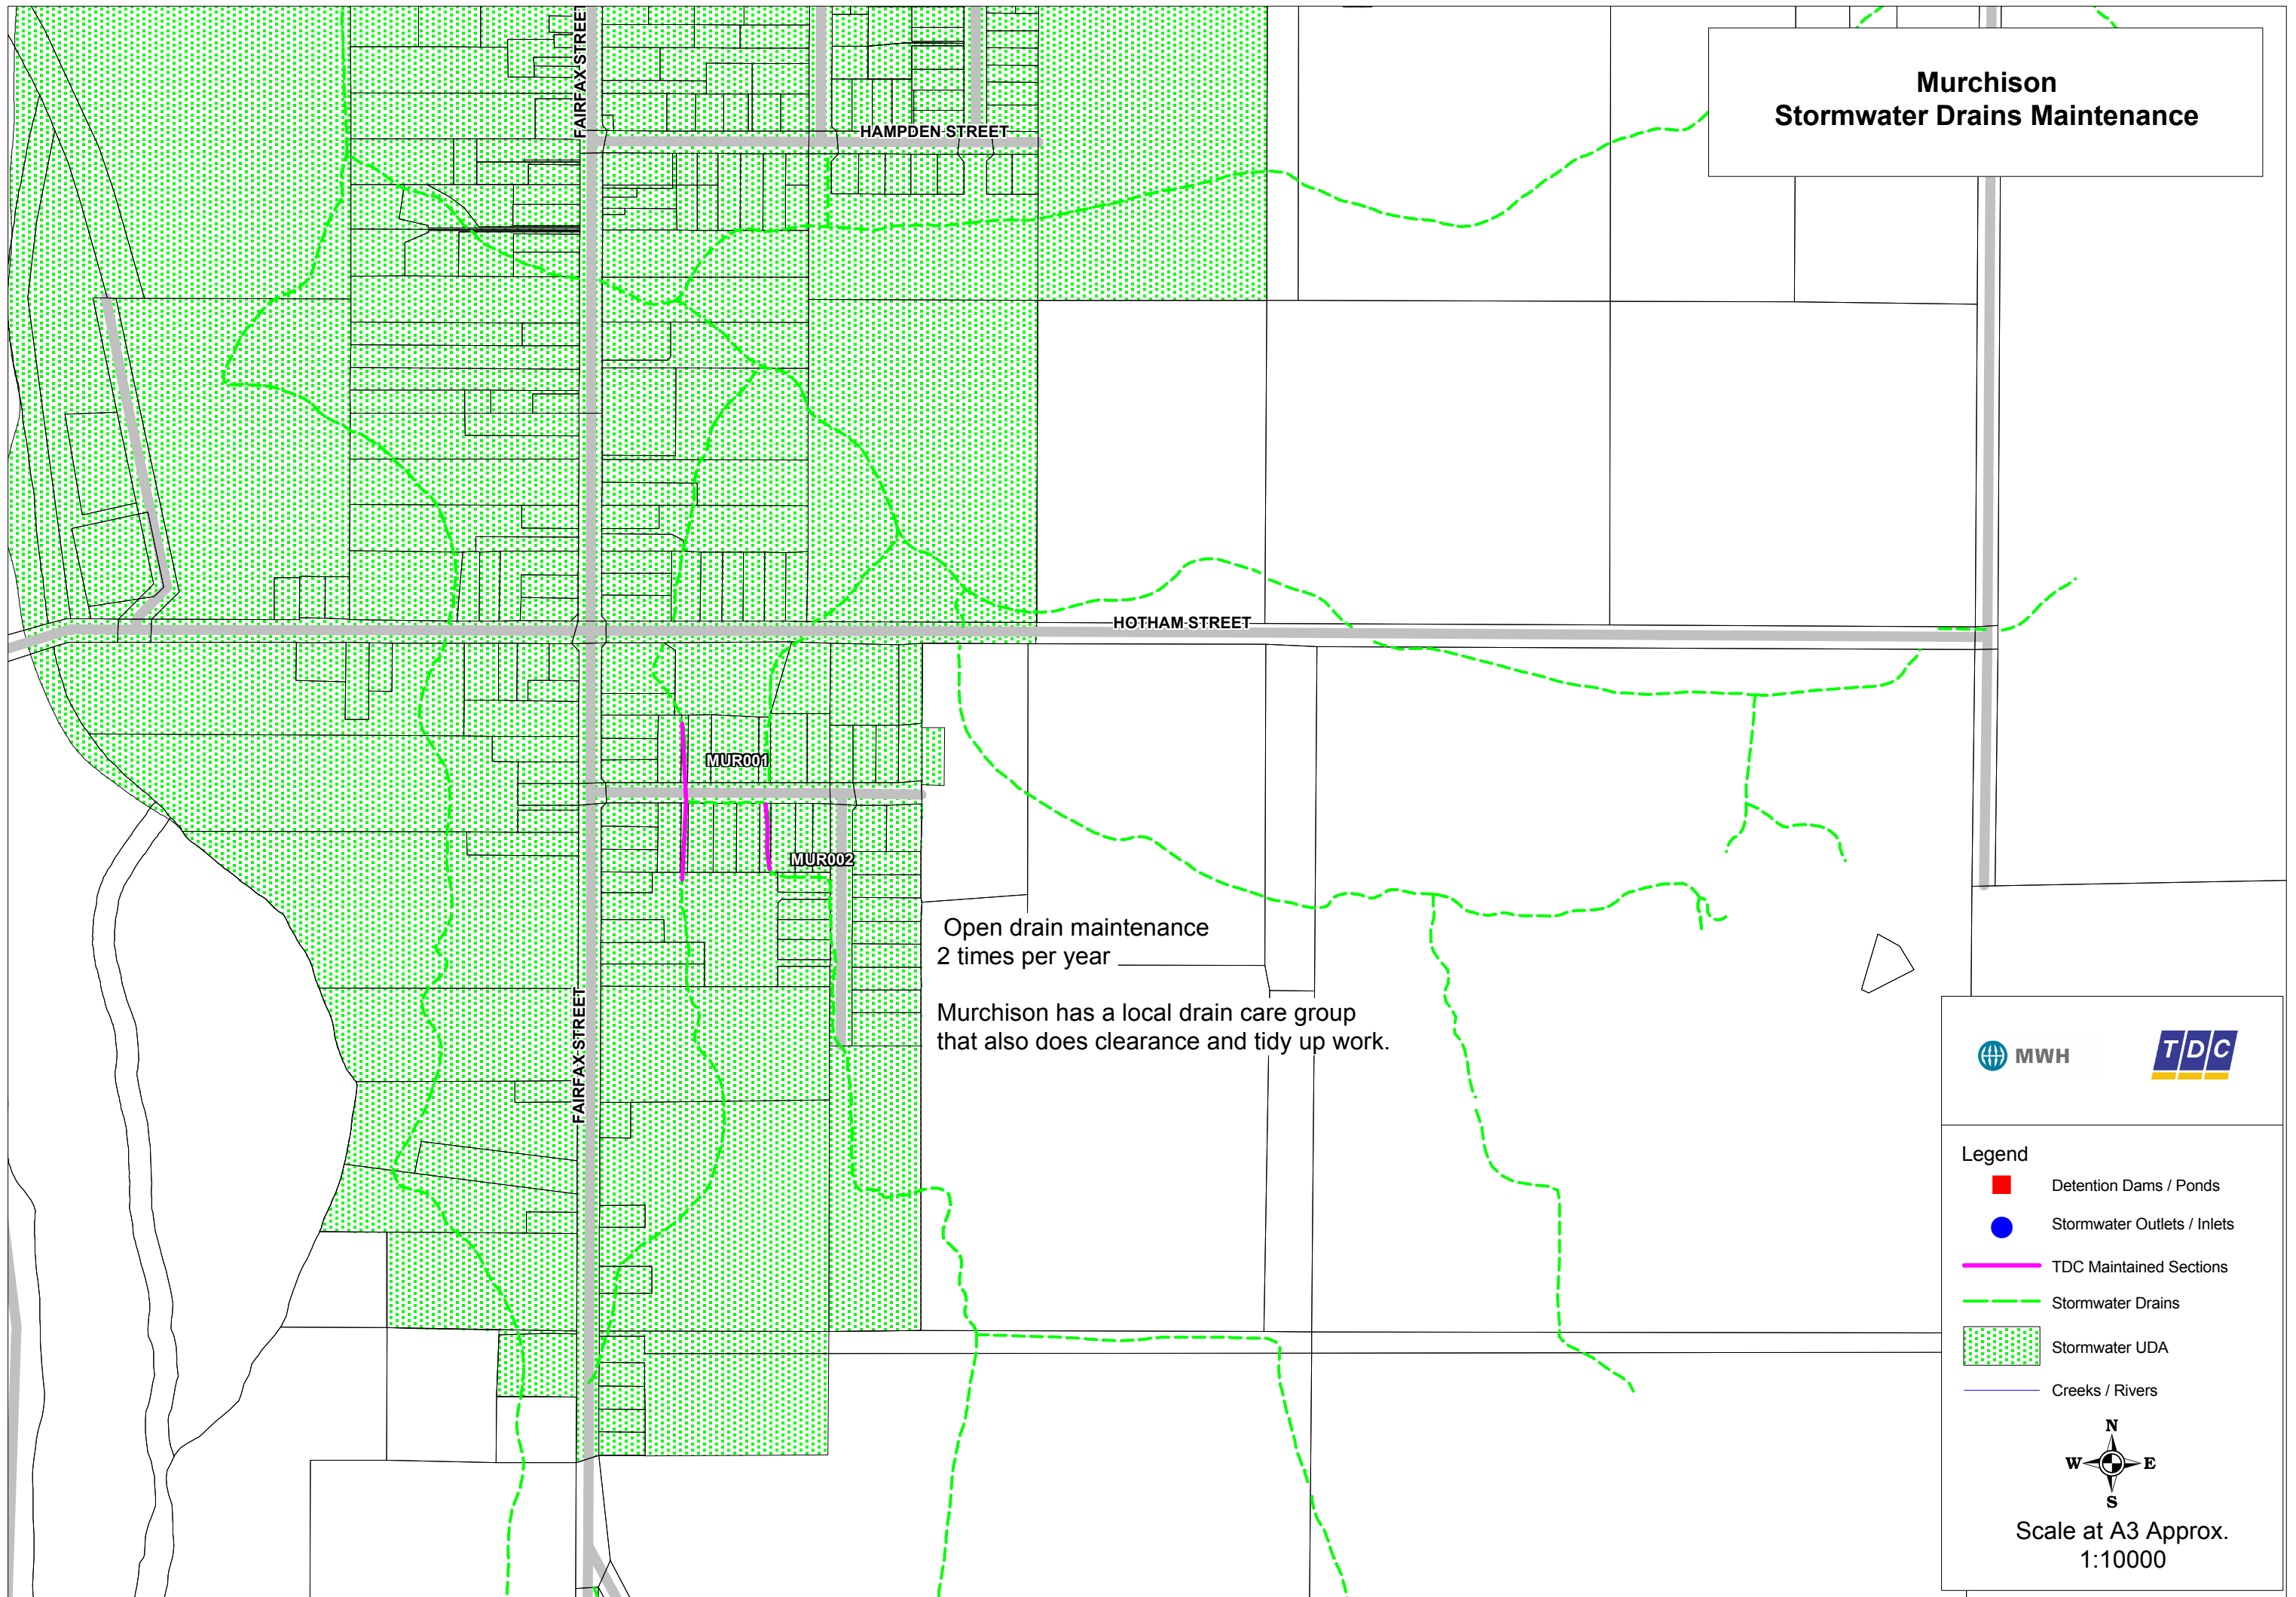 Murchison
Stormwater Drains Maintenance
FAIRFAX STREET
HAMPDEN STREET
HOTHAM STREET
MUR001
MUR002
Open drain maintenance
2 times per year
Murchison has a local drain care group
that also does clearance and tidy up work.
FAIRFAX STREET
MWH
TDC
Legend
Detention Dams / Ponds
Stormwater Outlets / Inlets
TDC Maintained Sections
Stormwater Drains
Stormwater UDA
Creeks / Rivers
N
W E
S
Scale at A3 Approx.
1:10000